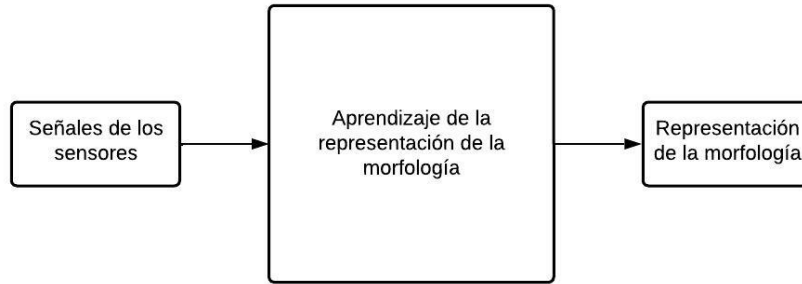 Señales de los
sensores
Aprendizaje de la
representación de la
morfología
Representación
de la morfología